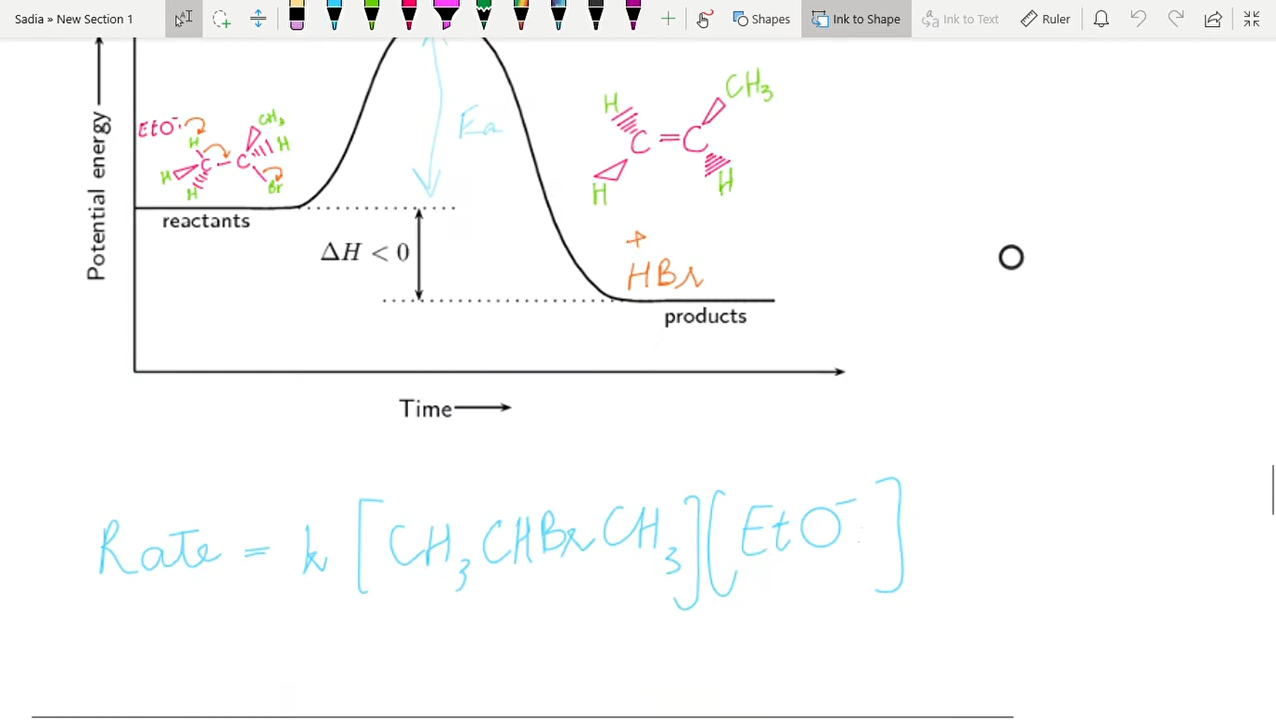 Sadia » New Section 1
Shapes
Ink to Shape
Ink to Text
Ruler
Potential energy
EtO⁻
H
CH₃
H
C – C
H
H
Br
reactants
Ea
ΔH < 0
H
CH₃
C = C
H
H
+
HBr
products
Time
Rate = k [CH₃CHBrCH₃][EtO⁻]